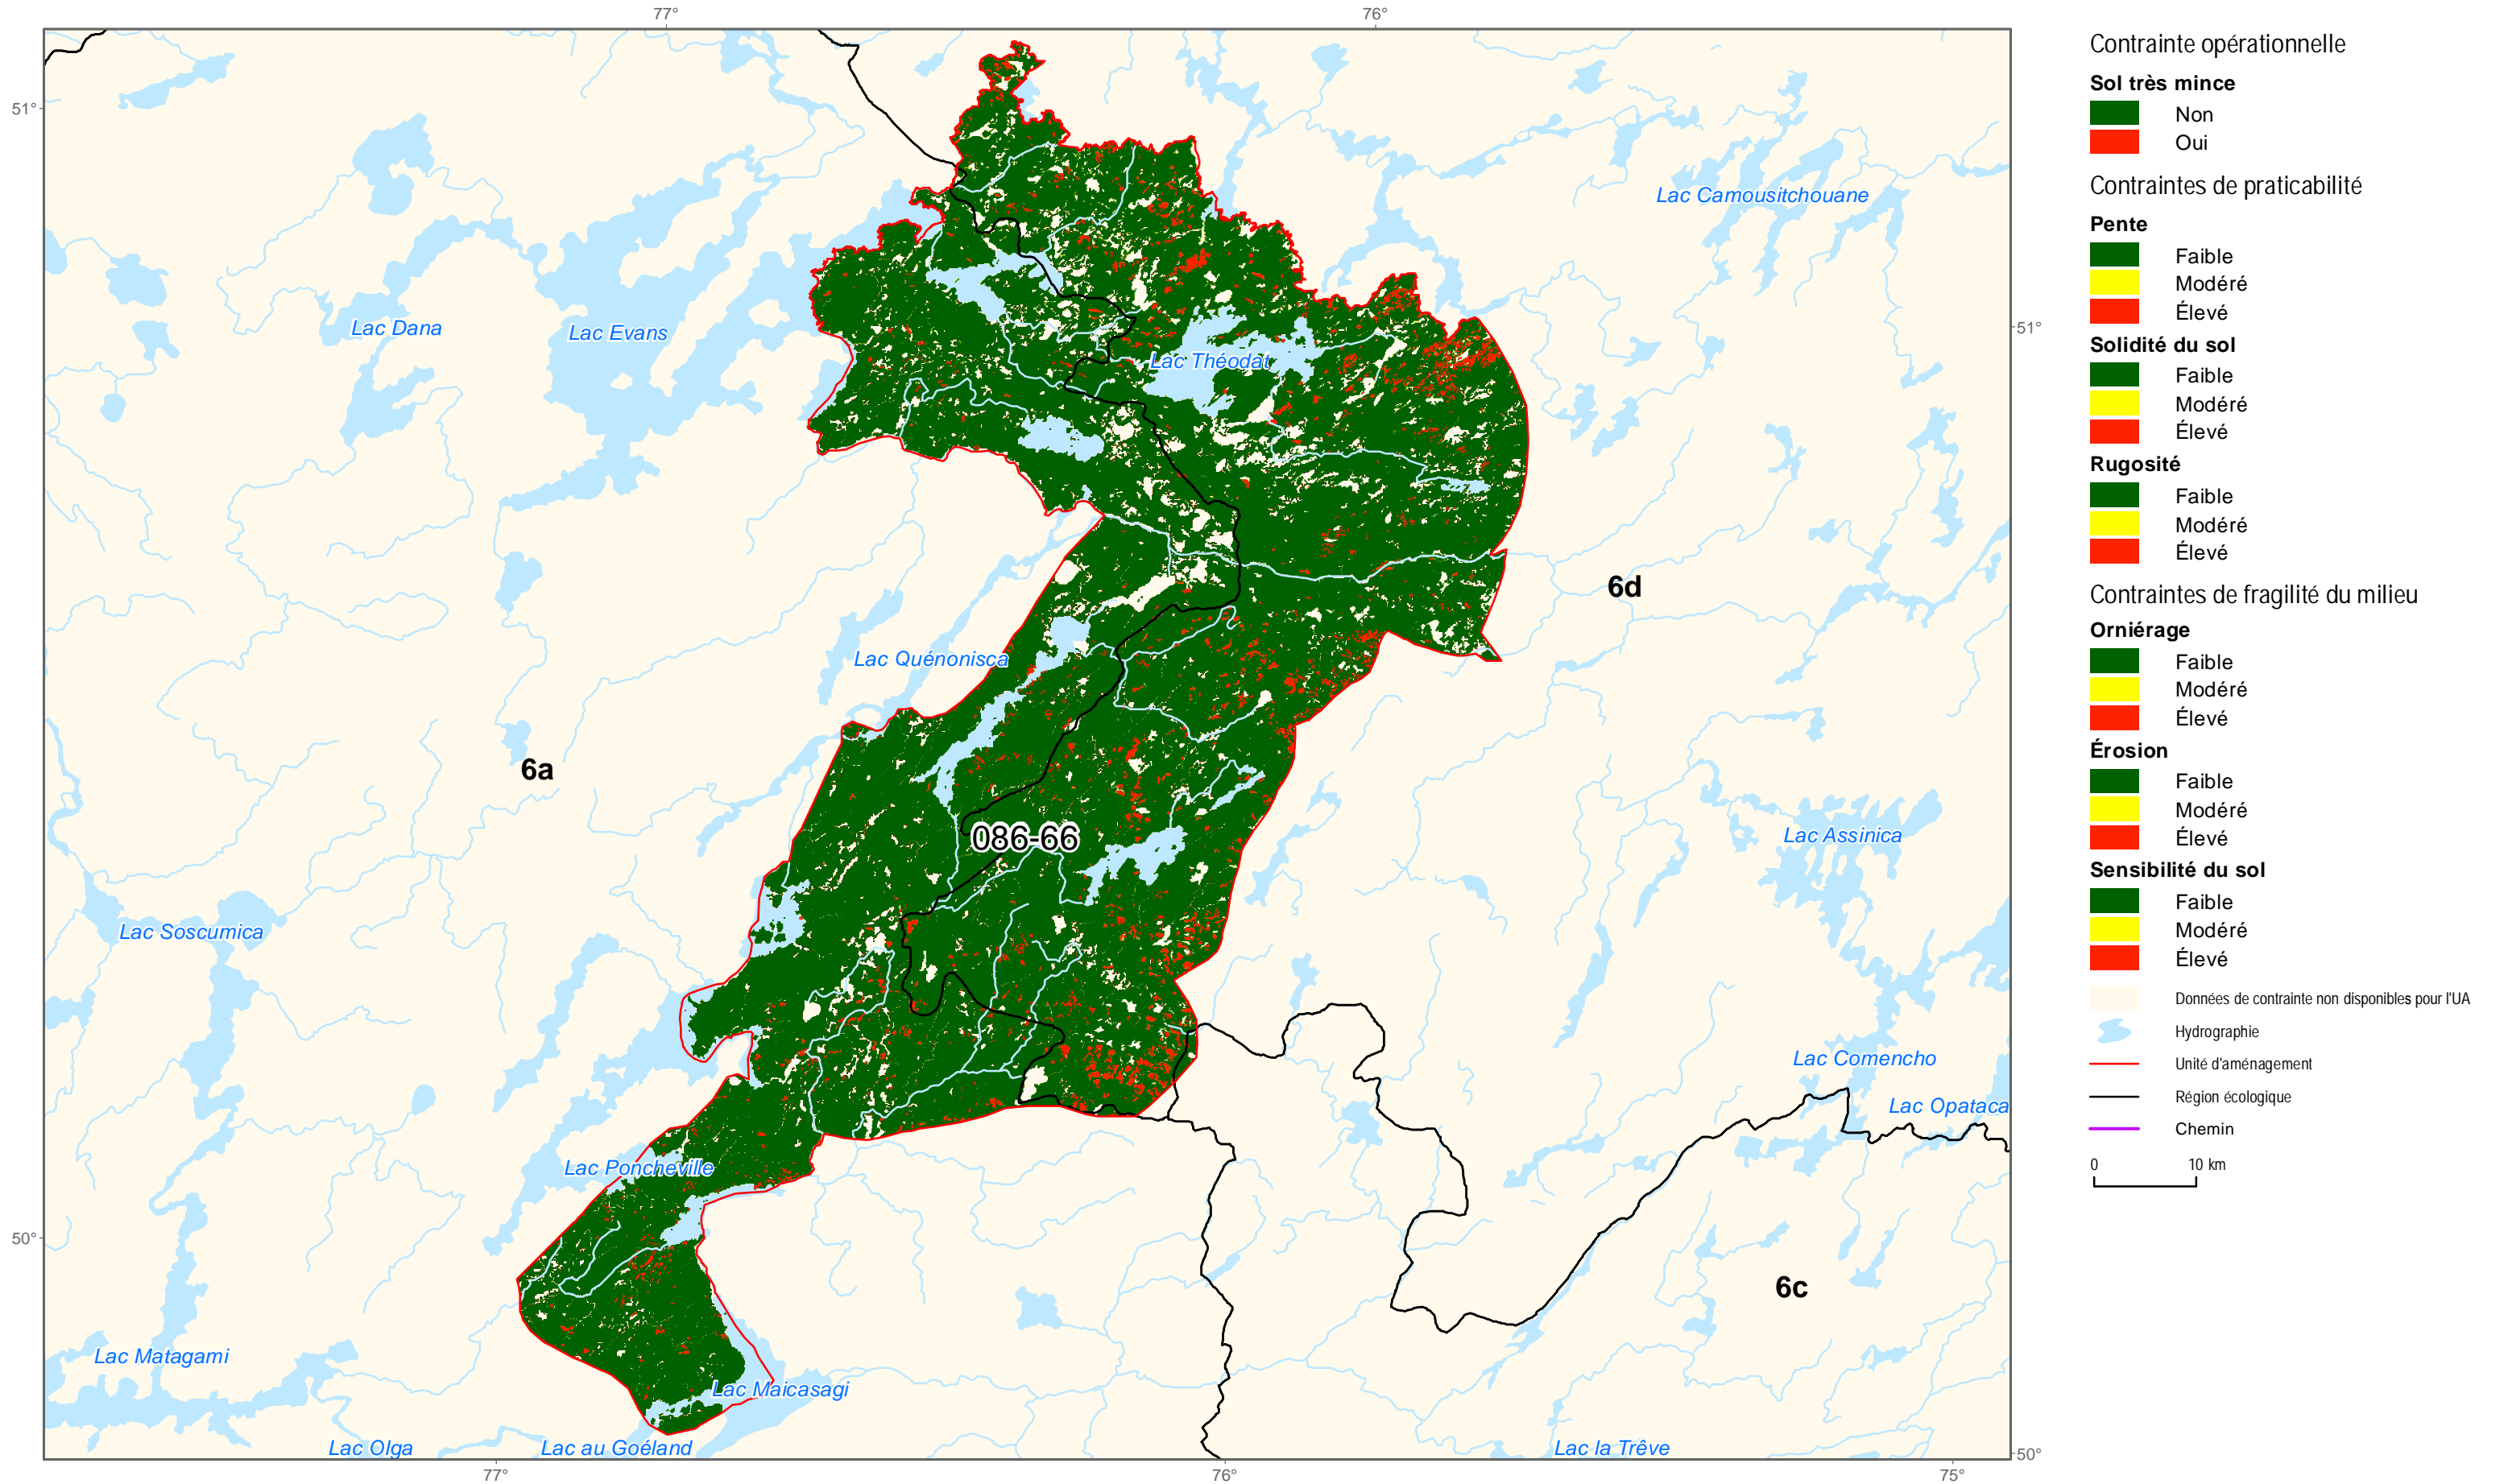 77°
76°
51°
51°
Lac Camousitchouane
Lac Dana
Lac Evans
Lac Théodat
6d
Lac Quénonisca
6a
086-66
Lac Assinica
Lac Soscumica
Lac Comencho
Lac Opataca
Lac Poncheville
50°
6c
Lac Matagami
Lac Maicasagi
Lac Olga
Lac au Goéland
Lac la Trêve
50°
77°
76°
75°
Contrainte opérationnelle
Sol très mince
Non
Oui
Contraintes de praticabilité
Pente
Faible
Modéré
Élevé
Solidité du sol
Faible
Modéré
Élevé
Rugosité
Faible
Modéré
Élevé
Contraintes de fragilité du milieu
Orniérage
Faible
Modéré
Élevé
Érosion
Faible
Modéré
Élevé
Sensibilité du sol
Faible
Modéré
Élevé
Données de contrainte non disponibles pour l'UA
Hydrographie
Unité d'aménagement
Région écologique
Chemin
0 10 km